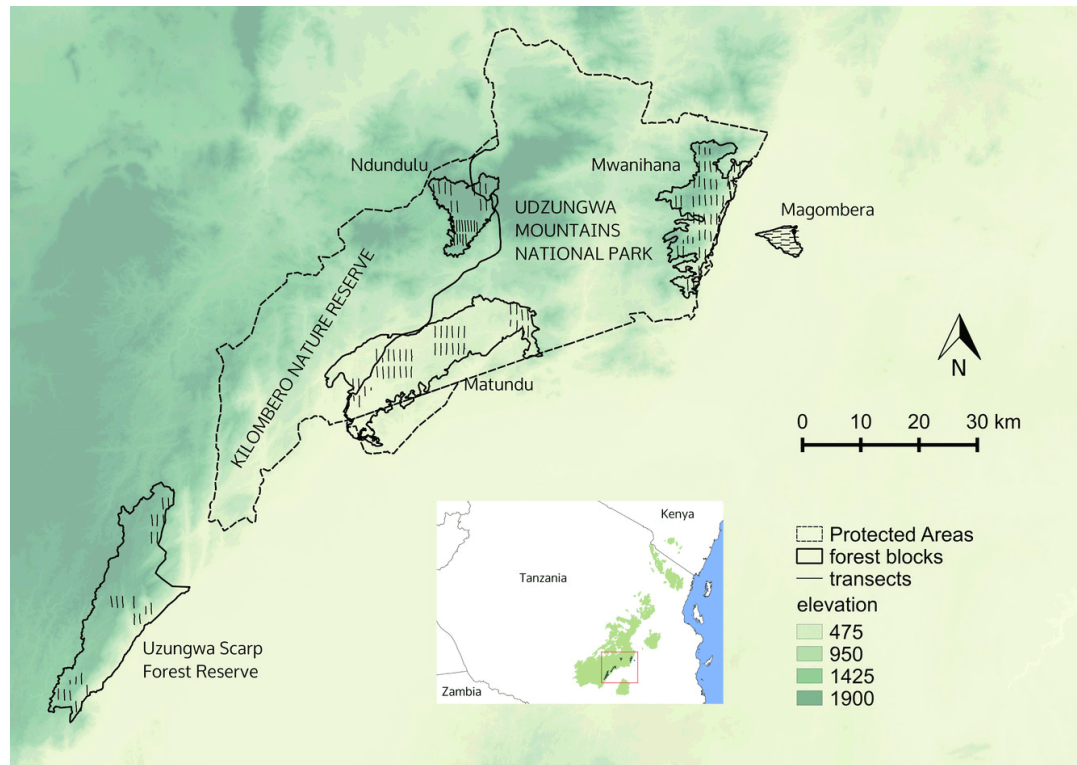 Ndundulu
Mwanihana
UDZUNGWA
MOUNTAINS
NATIONAL PARK
Magombera
KILOMBERO NATURE RESERVE
Matundu
N
0 10 20 30 km
Uzungwa Scarp
Forest Reserve
Kenya
Tanzania
Zambia
Protected Areas
forest blocks
transects
elevation
475
950
1425
1900